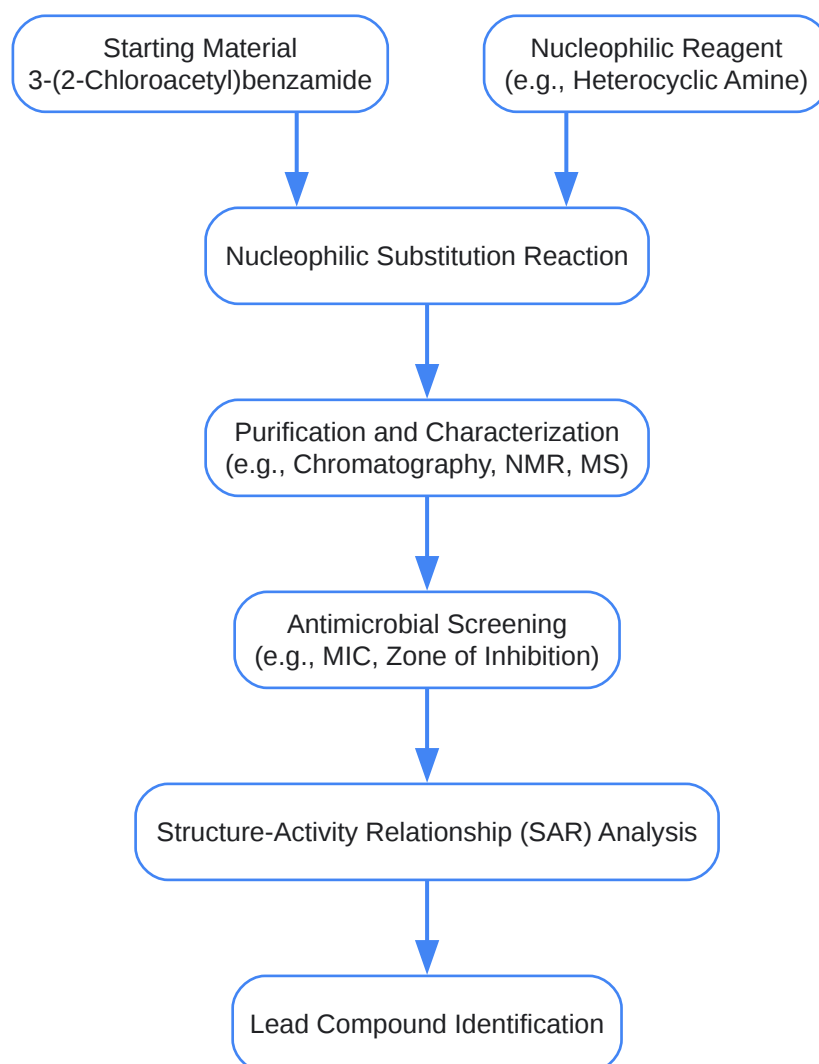 Starting Material
3-(2-Chloroacetyl)benzamide
Nucleophilic Reagent
(e.g., Heterocyclic Amine)
Nucleophilic Substitution Reaction
Purification and Characterization
(e.g., Chromatography, NMR, MS)
Antimicrobial Screening
(e.g., MIC, Zone of Inhibition)
Structure-Activity Relationship (SAR) Analysis
Lead Compound Identification